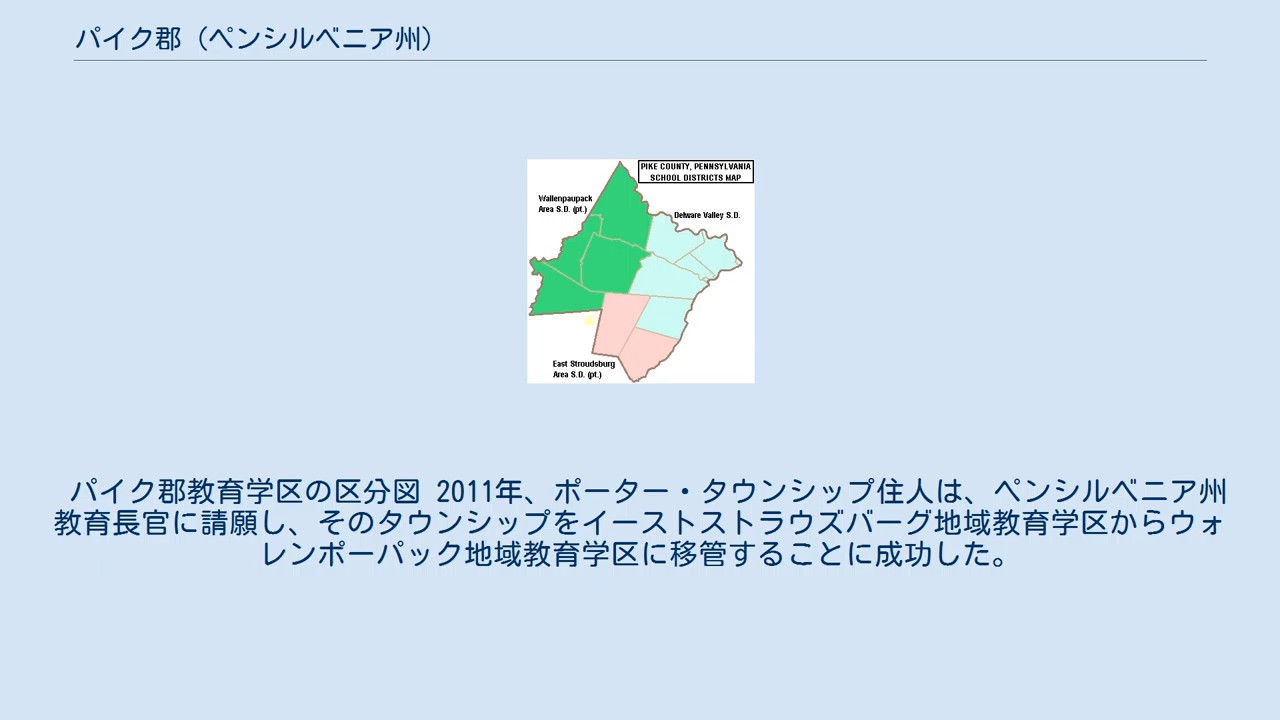 パイク郡（ペンシルベニア州）
PIKE COUNTY, PENNSYLVANIA
SCHOOL DISTRICTS MAP
Wallenpaupack
Area S.D. (pt.)
Delware Valley S.D.
East Stroudsburg
Area S.D. (pt.)
パイク郡教育学区の区分図 2011年、ポーター・タウンシップ住人は、ペンシルベニア州
教育長官に請願し、そのタウンシップをイーストストラウズバーグ地域教育学区からウォ
レンポーパック地域教育学区に移管することに成功した。